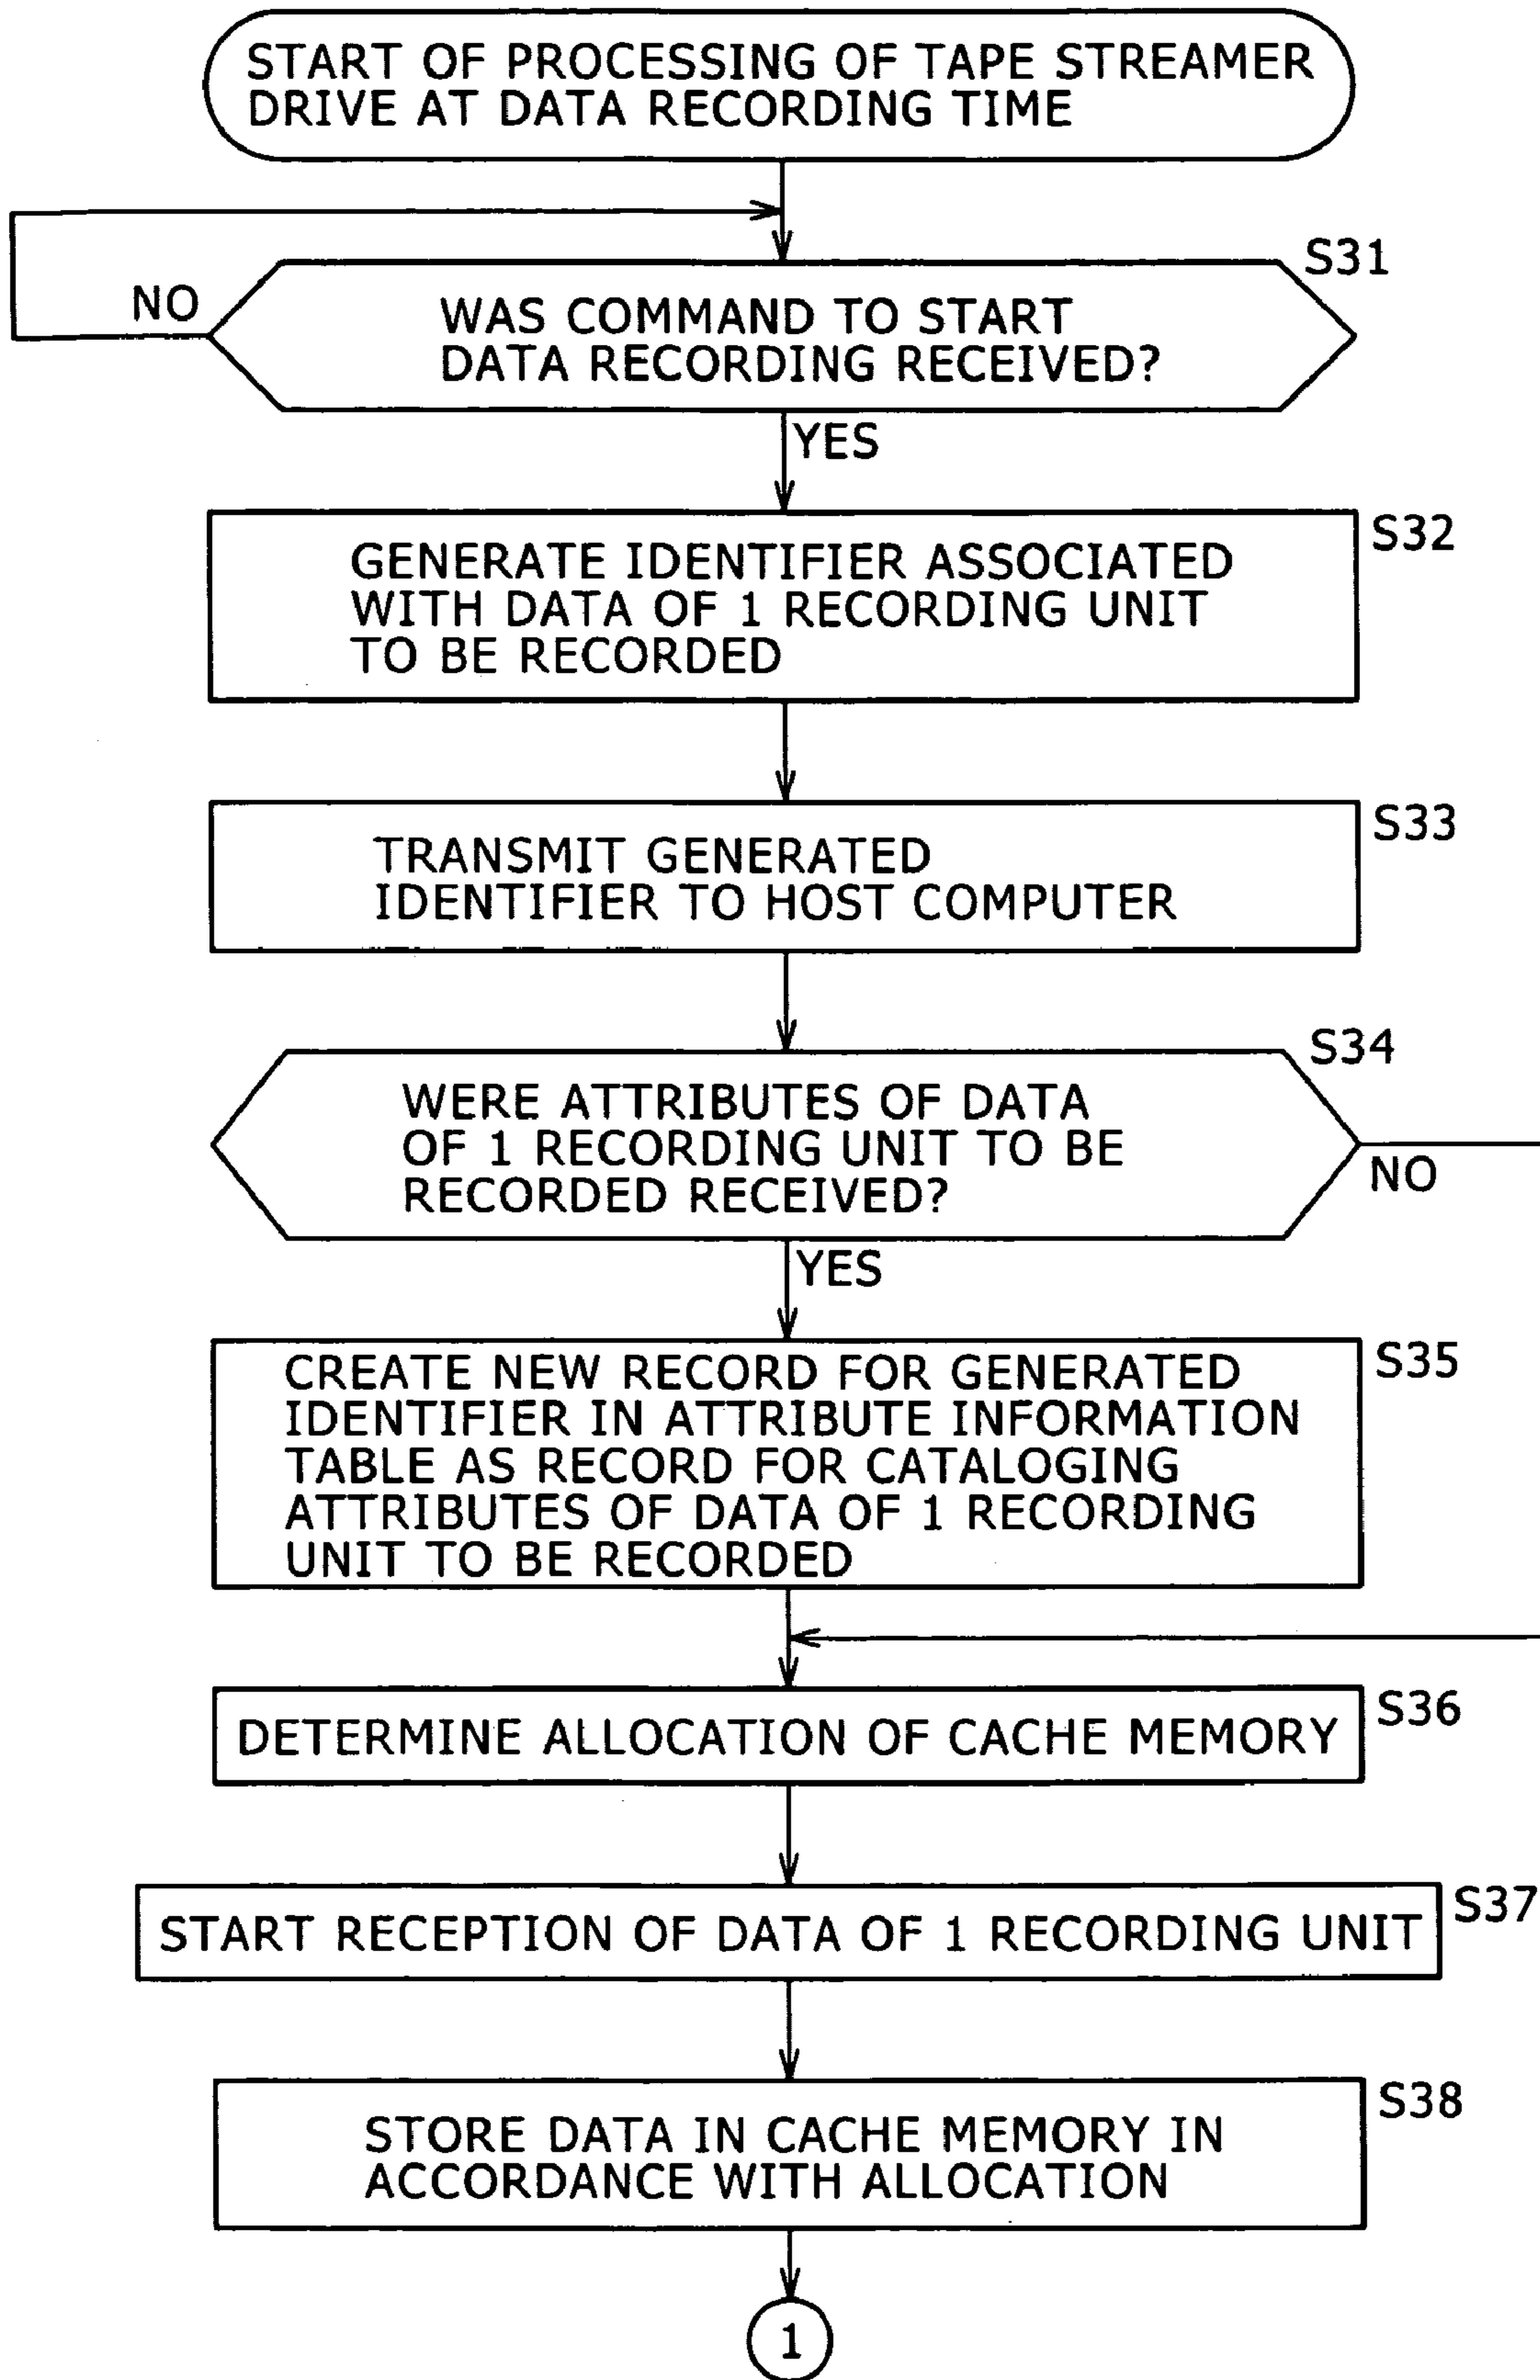 START OF PROCESSING OF TAPE STREAMER
DRIVE AT DATA RECORDING TIME
S31
NO
WAS COMMAND TO START
DATA RECORDING RECEIVED?
YES
S32
GENERATE IDENTIFIER ASSOCIATED
WITH DATA OF 1 RECORDING UNIT
TO BE RECORDED
S33
TRANSMIT GENERATED
IDENTIFIER TO HOST COMPUTER
S34
WERE ATTRIBUTES OF DATA
OF 1 RECORDING UNIT TO BE
RECORDED RECEIVED?
NO
YES
S35
CREATE NEW RECORD FOR GENERATED
IDENTIFIER IN ATTRIBUTE INFORMATION
TABLE AS RECORD FOR CATALOGING
ATTRIBUTES OF DATA OF 1 RECORDING
UNIT TO BE RECORDED
S36
DETERMINE ALLOCATION OF CACHE MEMORY
S37
START RECEPTION OF DATA OF 1 RECORDING UNIT
S38
STORE DATA IN CACHE MEMORY IN
ACCORDANCE WITH ALLOCATION
1